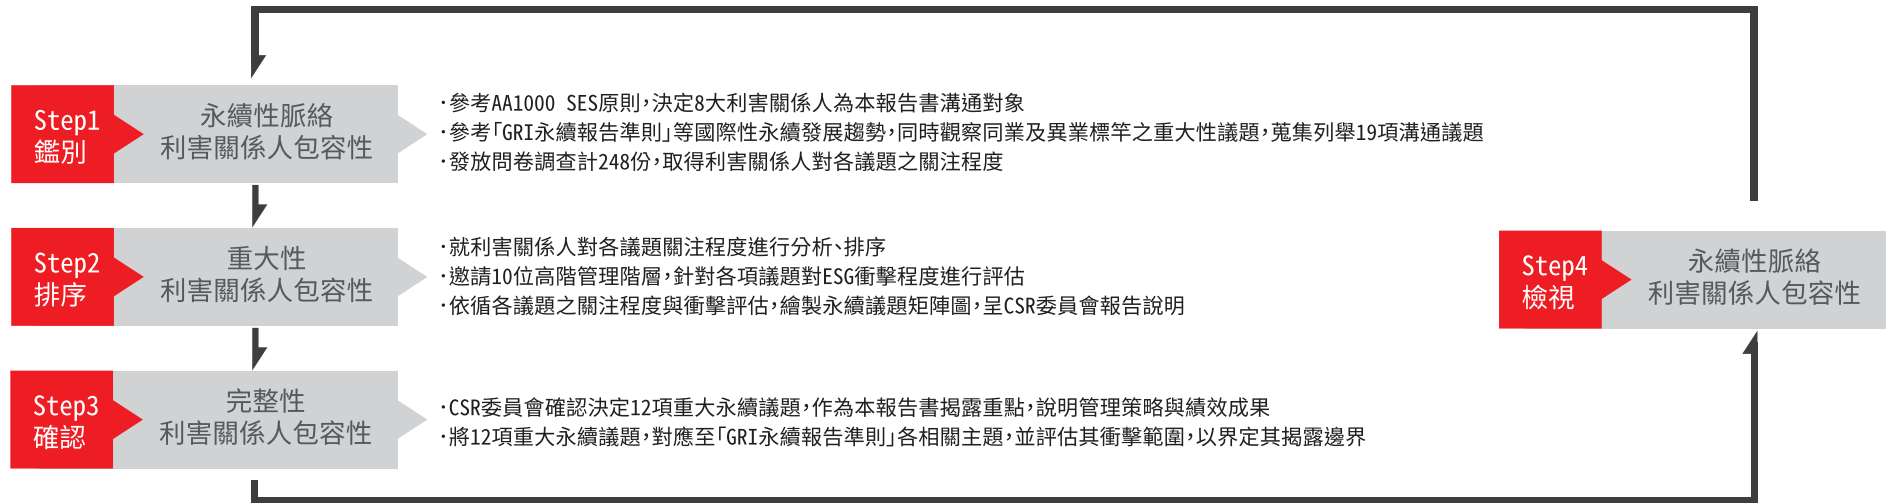 Step1
鑑別
永續性脈絡
利害關係人包容性
·參考AA1000 SES原則,決定8大利害關係人為本報告書溝通對象
·參考「GRI永續報告準則」等國際性永續發展趨勢,同時觀察同業及異業標竿之重大性議題,蒐集列舉19項溝通議題
·發放問卷調查計248份,取得利害關係人對各議題之關注程度
Step2
排序
重大性
利害關係人包容性
·就利害關係人對各議題關注程度進行分析、排序
·邀請10位高階管理階層,針對各項議題對ESG衝擊程度進行評估
·依循各議題之關注程度與衝擊評估,繪製永續議題矩陣圖,呈CSR委員會報告說明
Step3
確認
完整性
利害關係人包容性
·CSR委員會確認決定12項重大永續議題,作為本報告書揭露重點,說明管理策略與績效成果
·將12項重大永續議題,對應至「GRI永續報告準則」各相關主題,並評估其衝擊範圍,以界定其揭露邊界
Step4
檢視
永續性脈絡
利害關係人包容性